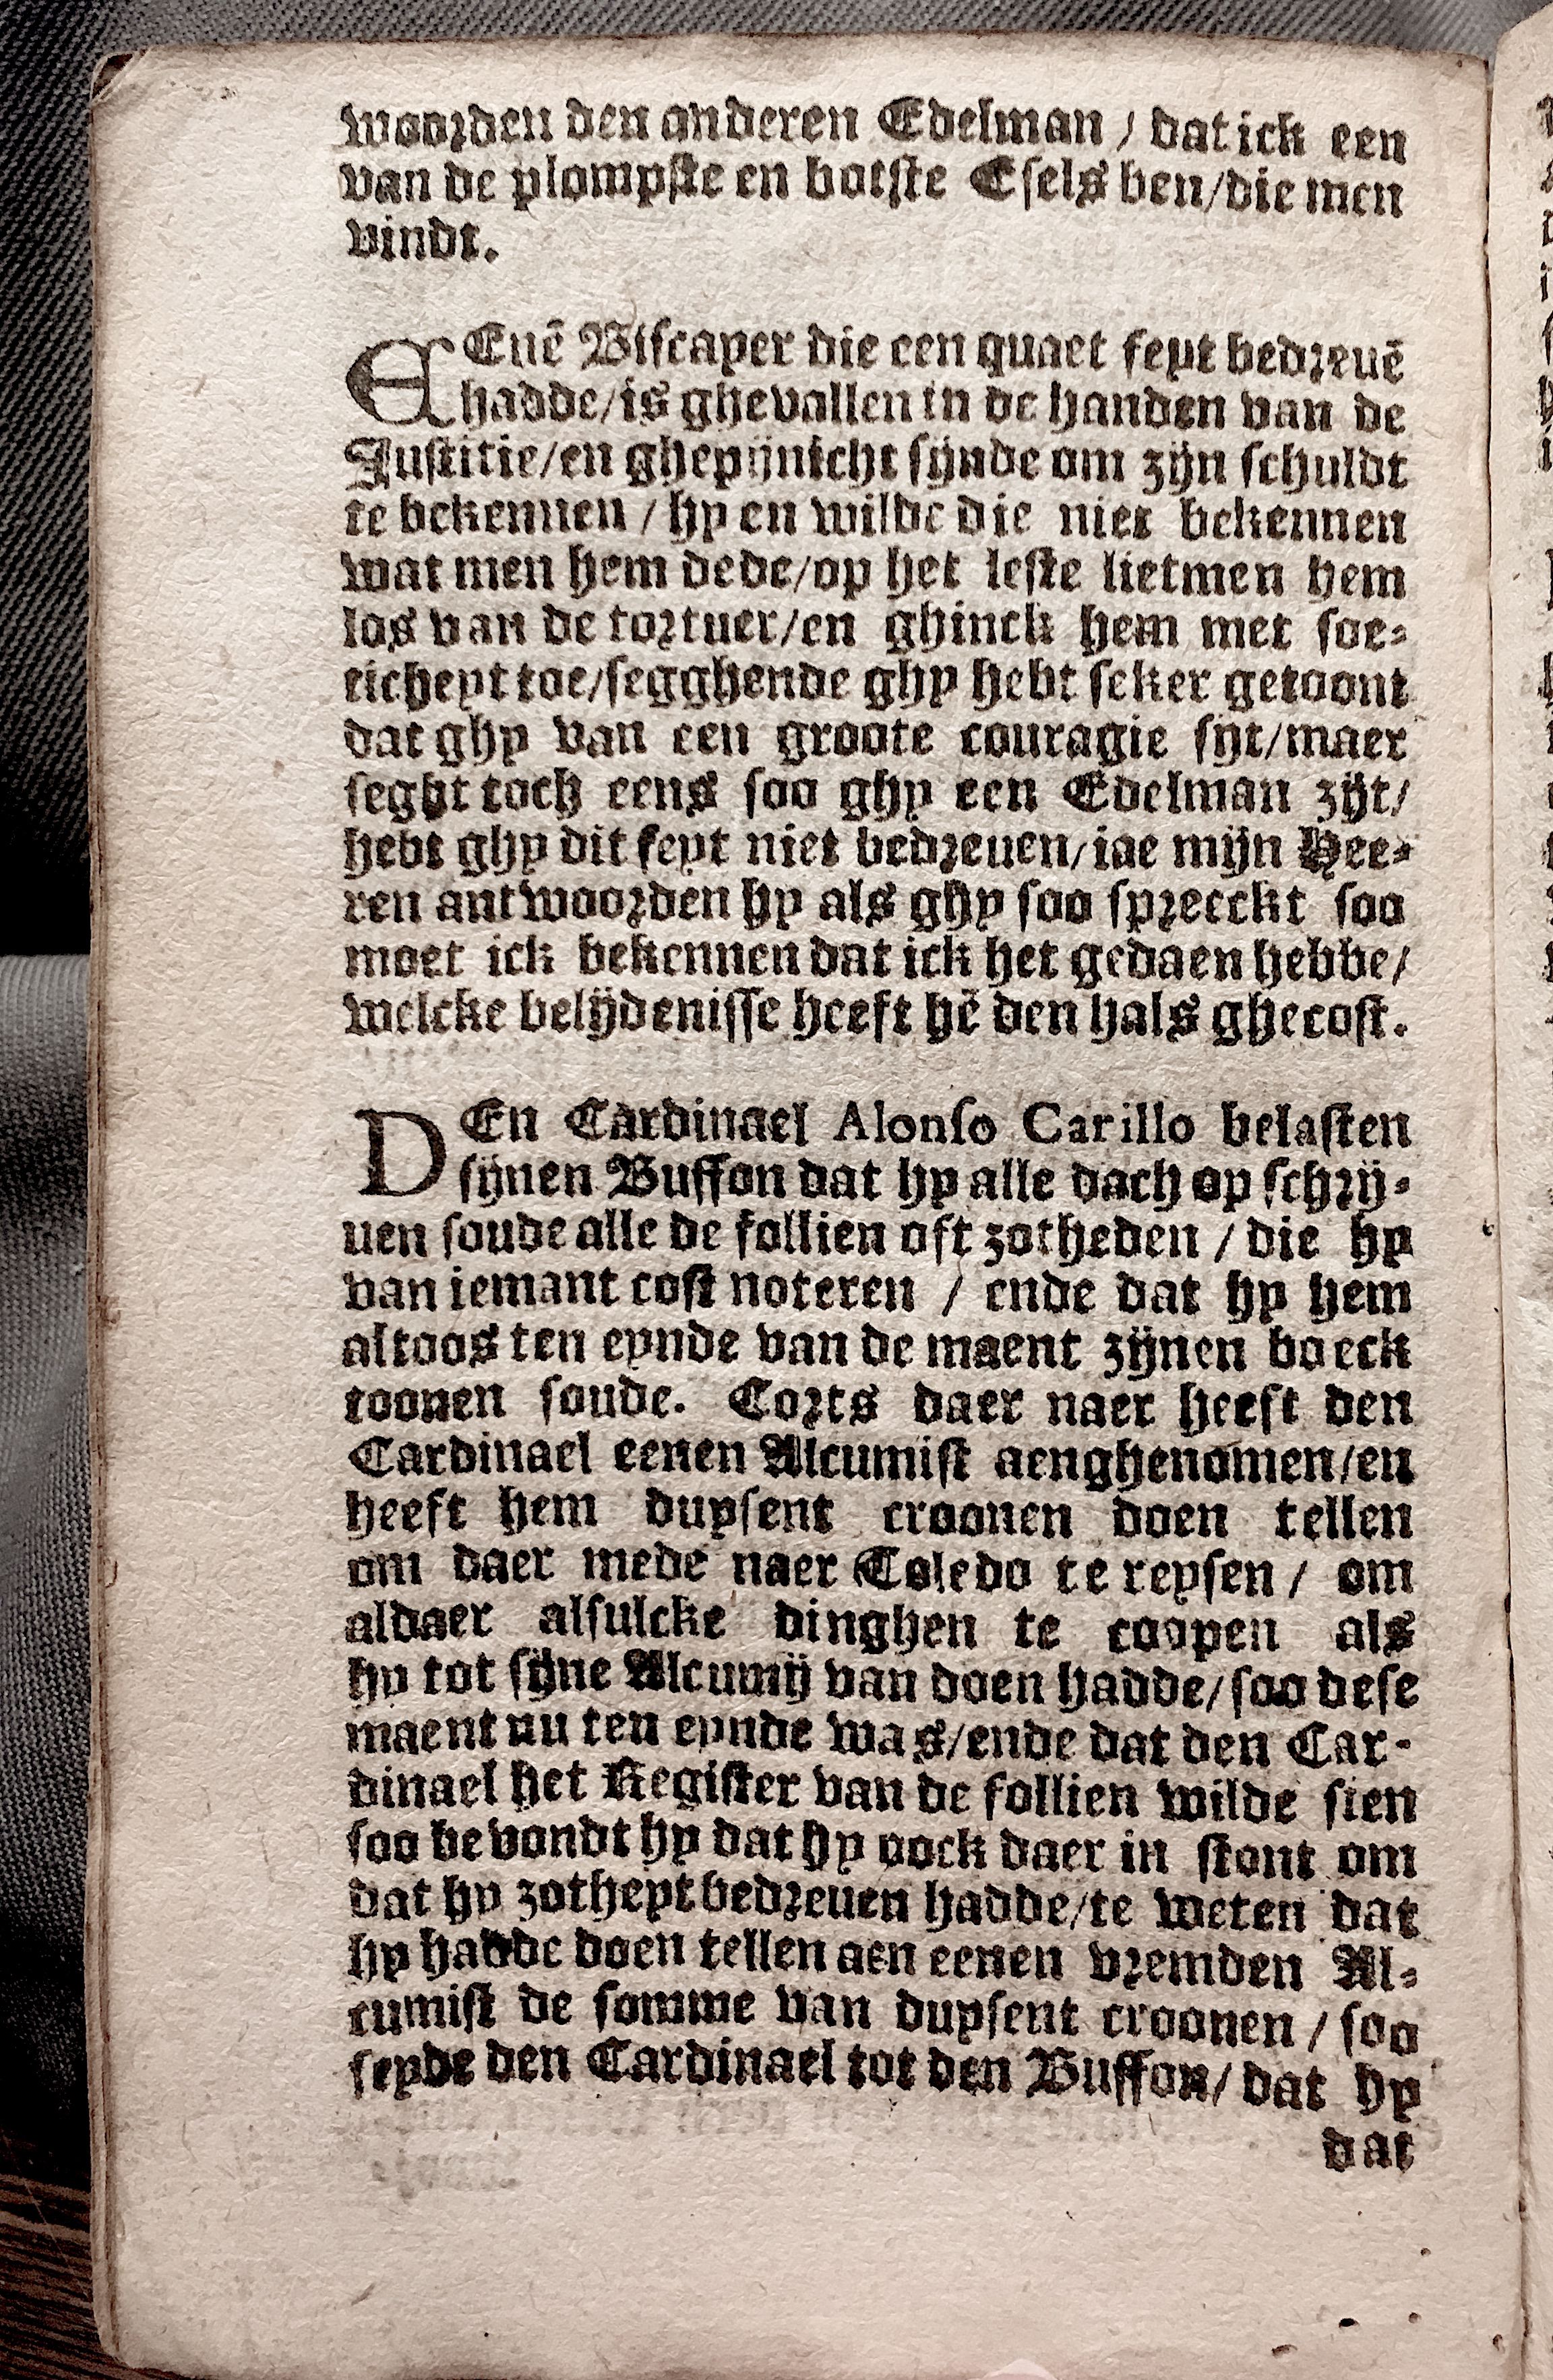 woorden den anderen Edelman / dat ick een
van de plompste en botste Esels ben/die men
vindt.
EEuē Biscayer die een quaet feyt bedreuē
hadde/is ghevallen in de handen van de
Justitie/en ghepijnicht sijnde om zijn schuldt
te bekennen / hy en wilde die niet bekennen
wat men hem dede/op het leste lietmen hem
los van de tortuer/en ghinck hem met soe-
ticheyt toe/segghende ghy hebt seker getoont
dat ghy van een groote couragie sijt/maer
seght toch eens soo ghy een Edelman zijt/
hebt ghy dit feyt niet bedreuen/iae mijn Hee-
ren antwoorden hy als ghy soo spreeckt soo
moet ick bekennen dat ick het gedaen hebbe/
welcke belijdenisse heeft hē den hals ghecost.
DEn Cardinael Alonso Carillo belasten
sijnen Buffon dat hy alle dach op schrij-
uen soude alle de follien oft zotheden / die hy
van iemant cost noteren / ende dat hy hem
altoos ten eynde van de maent zijnen boeck
toonen soude. Corts daer naer heeft den
Cardinael eenen Alcumist aenghenomen/en
heeft hem duysent croonen doen tellen
om daer mede naer Toledo te reysen / om
aldaer alsulcke dinghen te coopen als
hy tot sijne Alcumij van doen hadde/soo dese
maent nu ten eynde was/ende dat den Car-
dinael het Register van de follien wilde sien
soo bevondt hy dat hy oock daer in stont om
dat hy zotheyt bedreuen hadde/te weten dat
hy hadde doen tellen aen eenen vremden Al-
cumist de somme van duysent croonen / soo
seyde den Cardinael tot den Buffon/ dat hy
dat